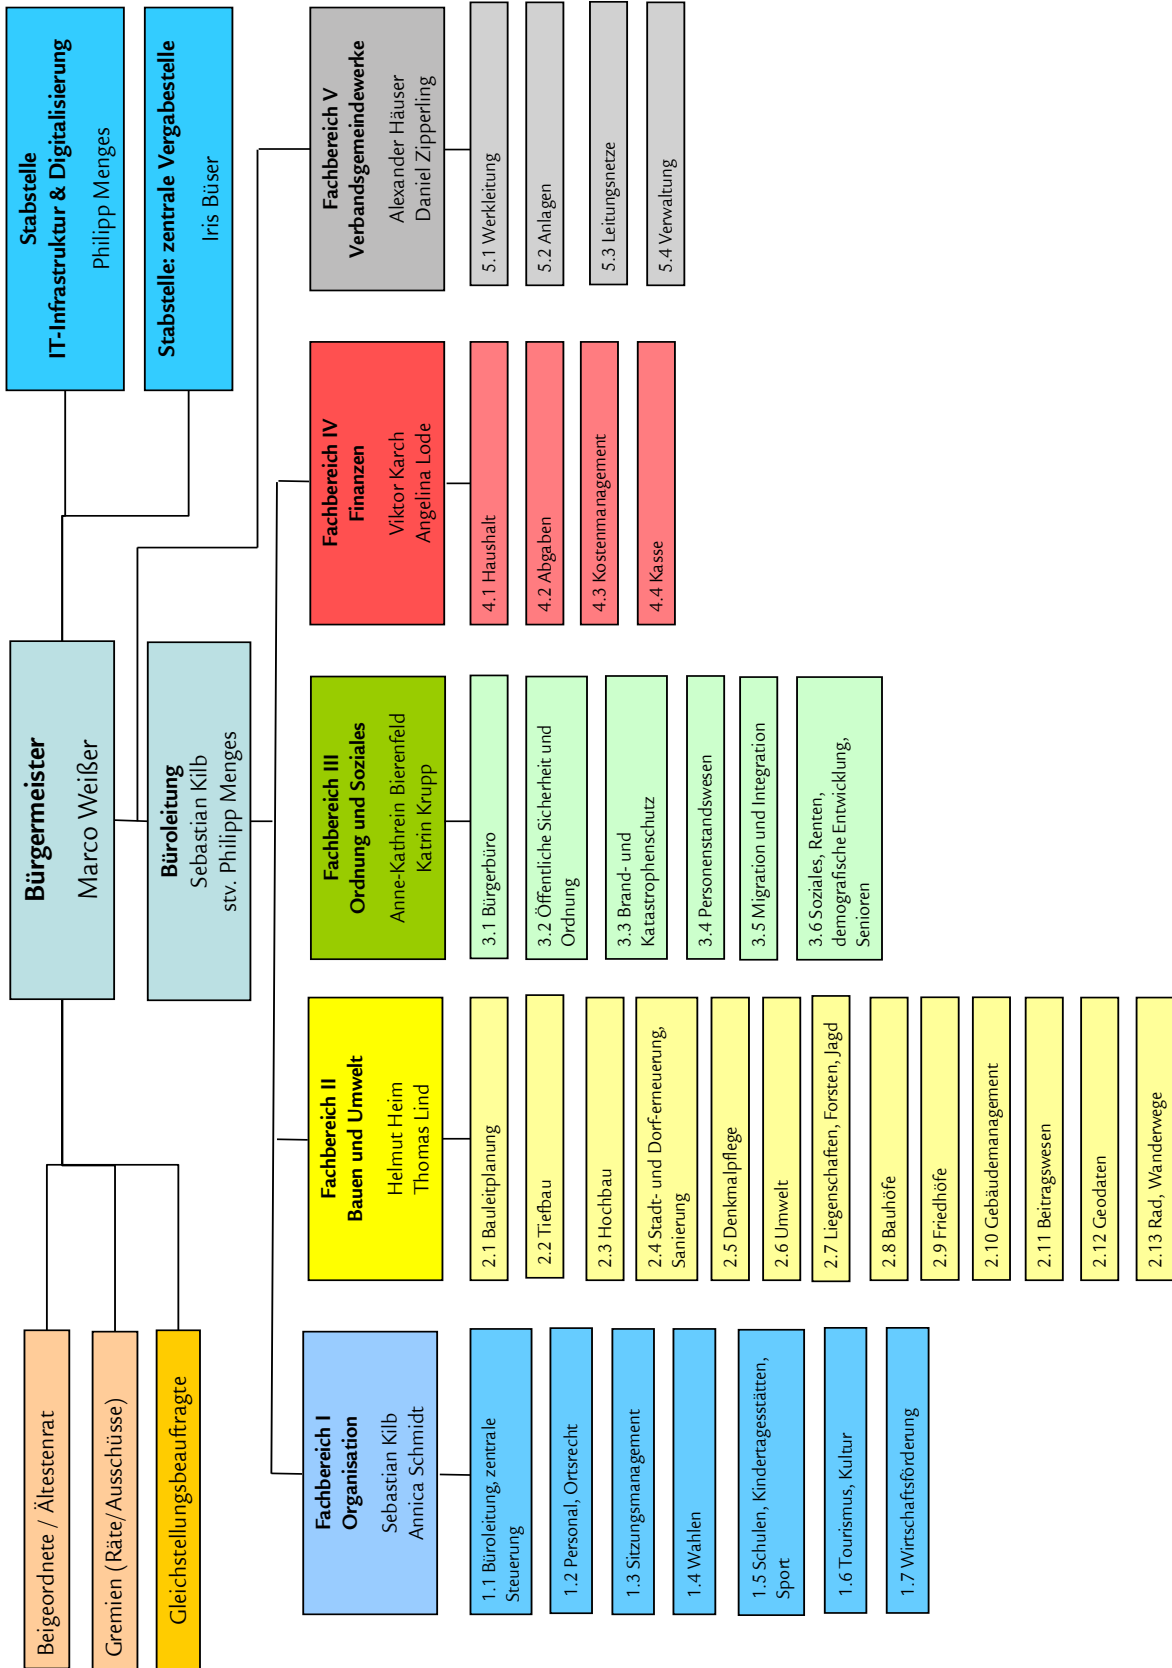 Beigeordnete / Ältestenrat
Gremien (Räte/Ausschüsse)
Gleichstellungsbeauftragte
Bürgermeister
Marco Weißer
Büroleitung
Sebastian Kilb
stv. Philipp Menges
Stabstelle
IT-Infrastruktur & Digitalisierung
Philipp Menges
Stabstelle: zentrale Vergabestelle
Iris Büser
Fachbereich I
Organisation
Sebastian Kilb
Annica Schmidt
1.1 Büroleitung, zentrale
Steuerung
1.2 Personal, Ortsrecht
1.3 Sitzungsmanagement
1.4 Wahlen
1.5 Schulen, Kindertagesstätten,
Sport
1.6 Tourismus, Kultur
1.7 Wirtschaftsförderung
Fachbereich II
Bauen und Umwelt
Helmut Heim
Thomas Lind
2.1 Bauleitplanung
2.2 Tiefbau
2.3 Hochbau
2.4 Stadt- und Dorf-erneuerung,
Sanierung
2.5 Denkmalpflege
2.6 Umwelt
2.7 Liegenschaften, Forsten, Jagd
2.8 Bauhöfe
2.9 Friedhöfe
2.10 Gebäudemanagement
2.11 Beitragswesen
2.12 Geodaten
2.13 Rad, Wanderwege
Fachbereich III
Ordnung und Soziales
Anne-Kathrein Bierenfeld
Katrin Krupp
3.1 Bürgerbüro
3.2 Öffentliche Sicherheit und
Ordnung
3.3 Brand- und
Katastrophenschutz
3.4 Personenstandswesen
3.5 Migration und Integration
3.6 Soziales, Renten,
demografische Entwicklung,
Senioren
Fachbereich IV
Finanzen
Viktor Karch
Angelina Lode
4.1 Haushalt
4.2 Abgaben
4.3 Kostenmanagement
4.4 Kasse
Fachbereich V
Verbandsgemeindewerke
Alexander Häuser
Daniel Zipperling
5.1 Werkleitung
5.2 Anlagen
5.3 Leitungsnetze
5.4 Verwaltung